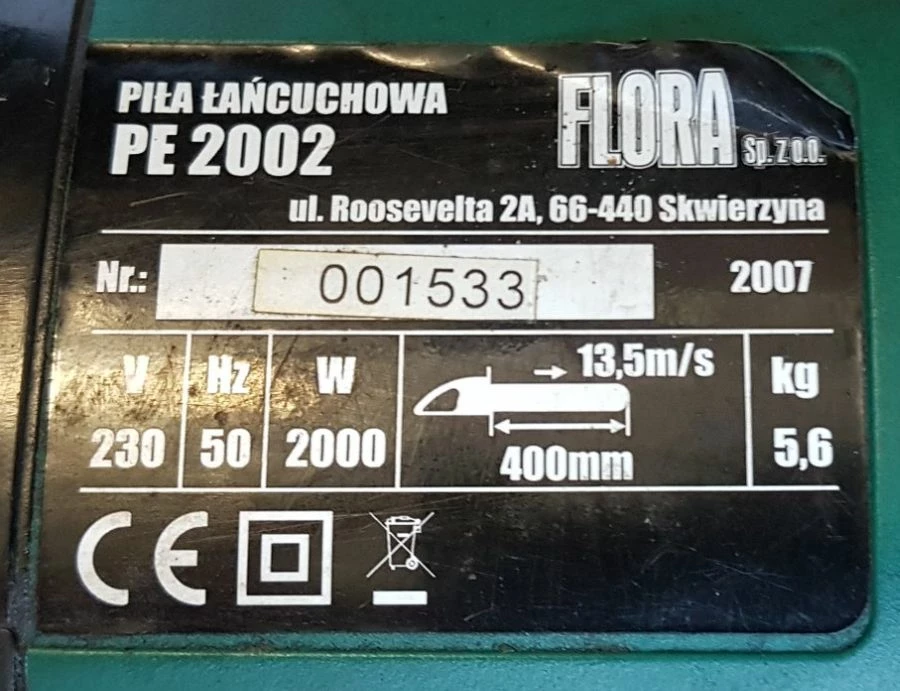 PIŁA ŁAŃCUCHOWA
PE 2002
FLORA Sp. z o.o.
ul. Roosevelta 2A, 66-440 Skwierzyna
Nr.: 001533 2007
V Hz W 13,5m/s kg
230 50 2000 400mm 5,6
CE